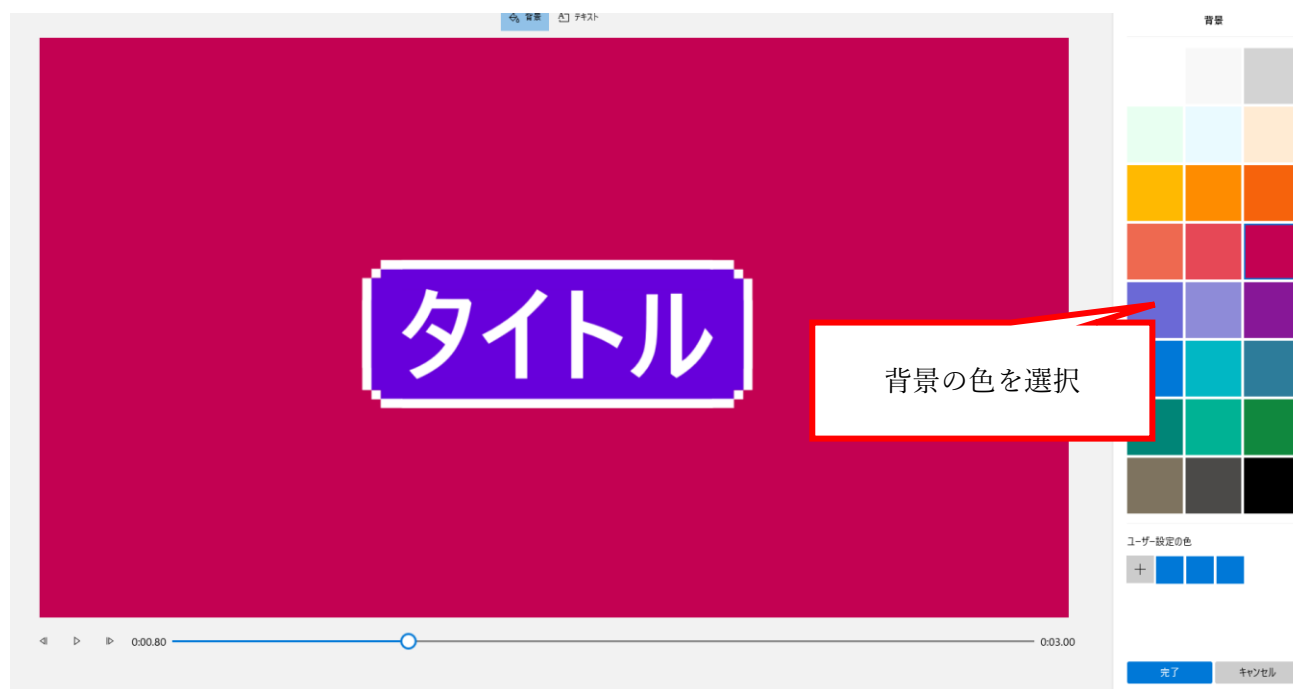 背景 テキスト
背景
タイトル
背景の色を選択
ユーザー設定の色
0:00.80
0:03.00
完了 キャンセル